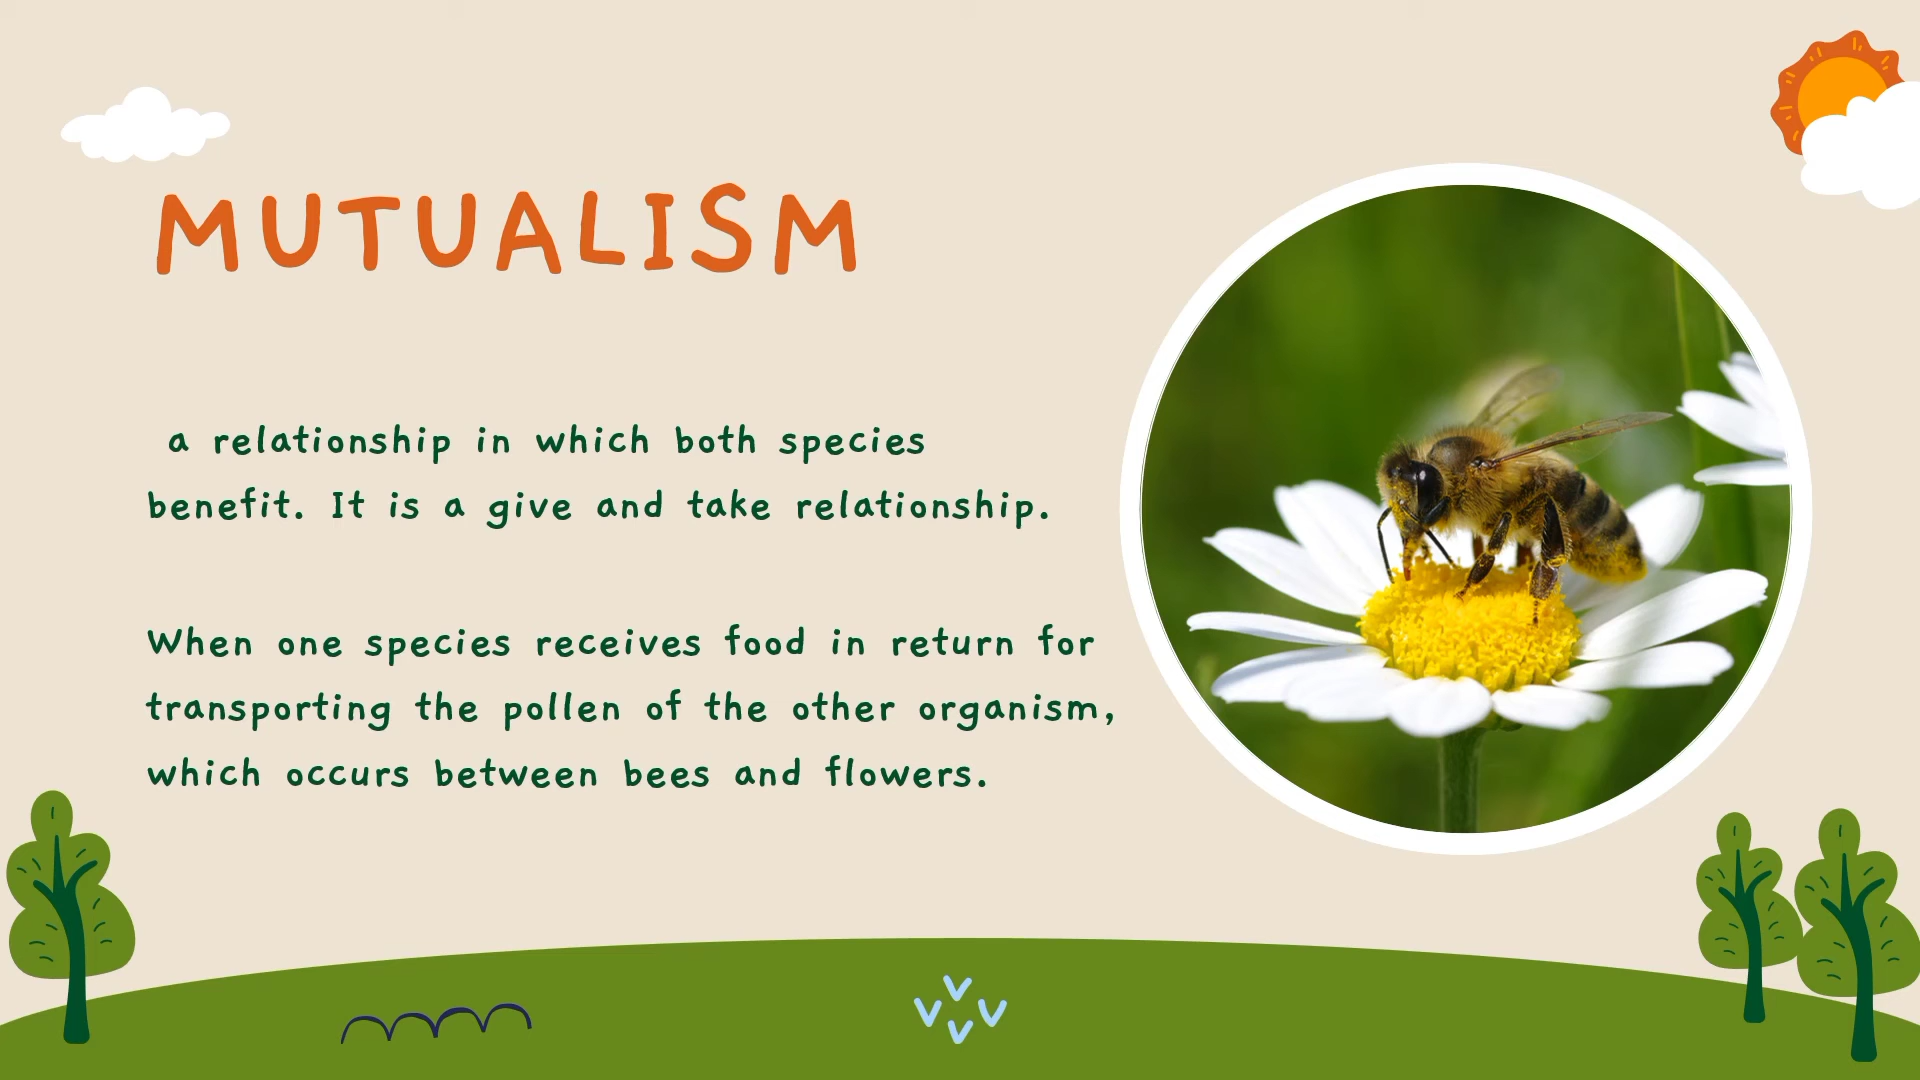 MUTUALISM
a relationship in which both species
benefit. It is a give and take relationship.
When one species receives food in return for
transporting the pollen of the other organism,
which occurs between bees and flowers.